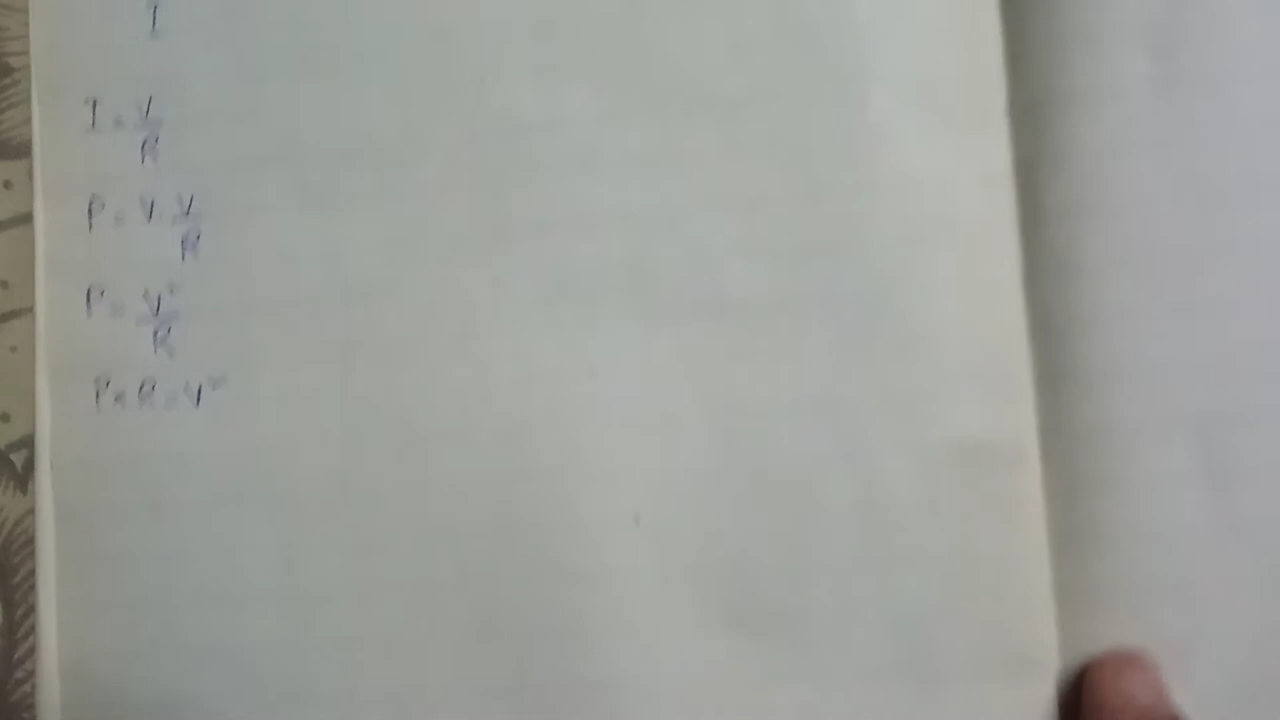 I
I = V/R
P = V · V/R
P = V²/R
P × R = V²